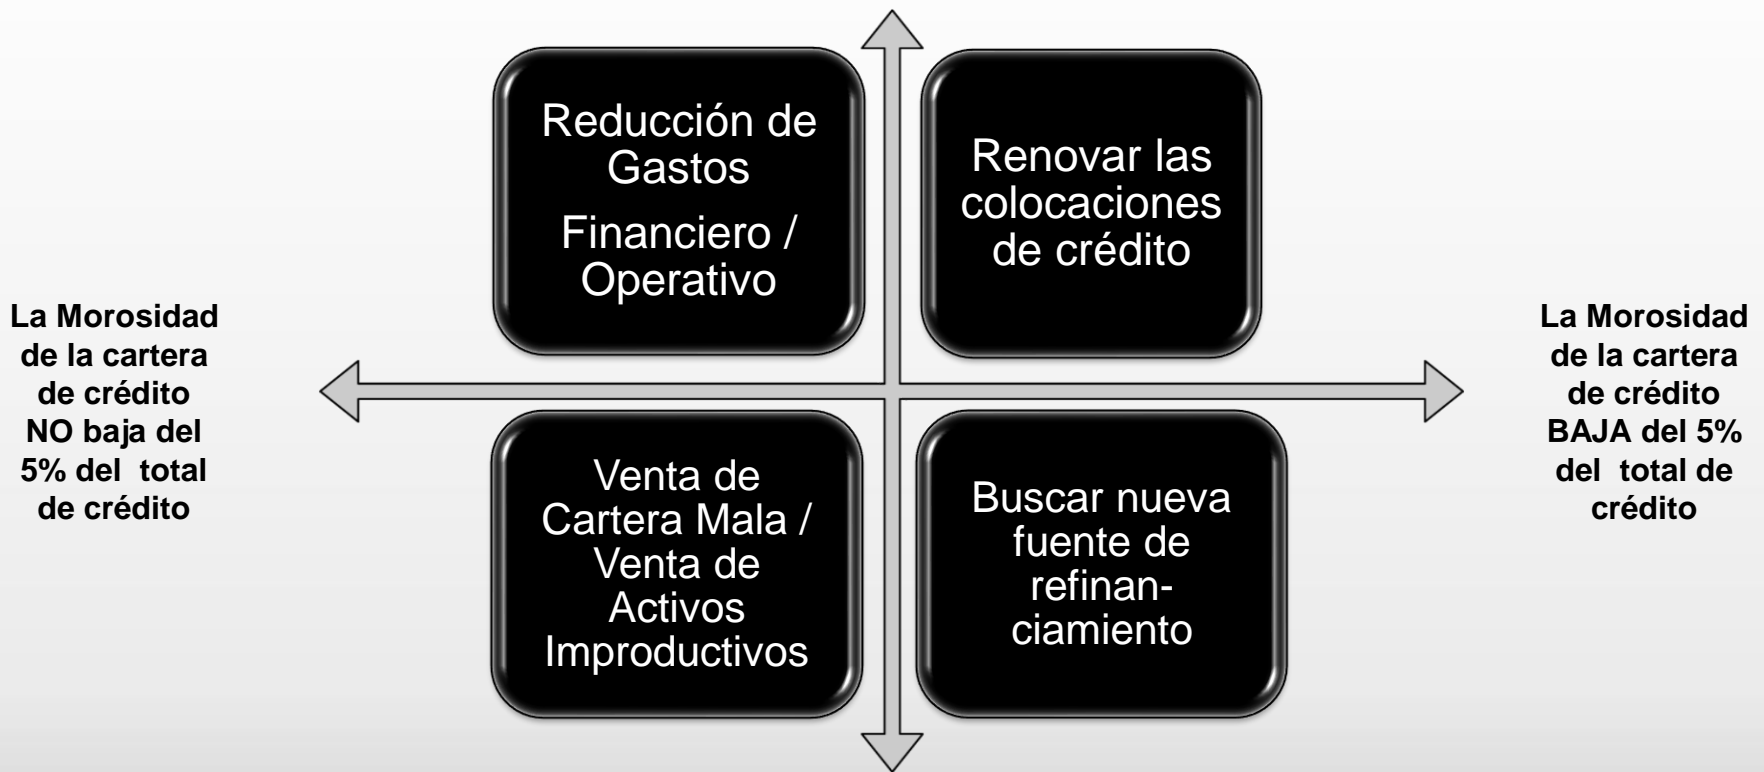 Reducción de
Gastos
Financiero /
Operativo
Renovar las
colocaciones
de crédito
La Morosidad
de la cartera
de crédito
NO baja del
5% del  total
de crédito
La Morosidad
de la cartera
de crédito
BAJA del 5%
del  total de
crédito
Venta de
Cartera Mala /
Venta de
Activos
Improductivos
Buscar nueva
fuente de
refinan-
ciamiento